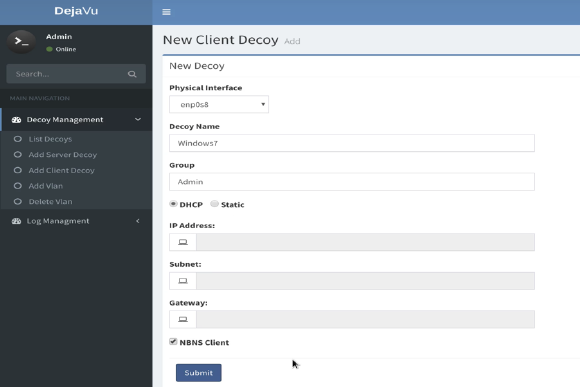 DejaVu
Admin
Online
Search...
MAIN NAVIGATION
Decoy Management
List Decoys
Add Server Decoy
Add Client Decoy
Add Vlan
Delete Vlan
Log Managment
New Client Decoy Add
New Decoy
Physical Interface
enp0s8
Decoy Name
Windows7
Group
Admin
DHCP Static
IP Address:
Subnet:
Gateway:
NBNS Client
Submit